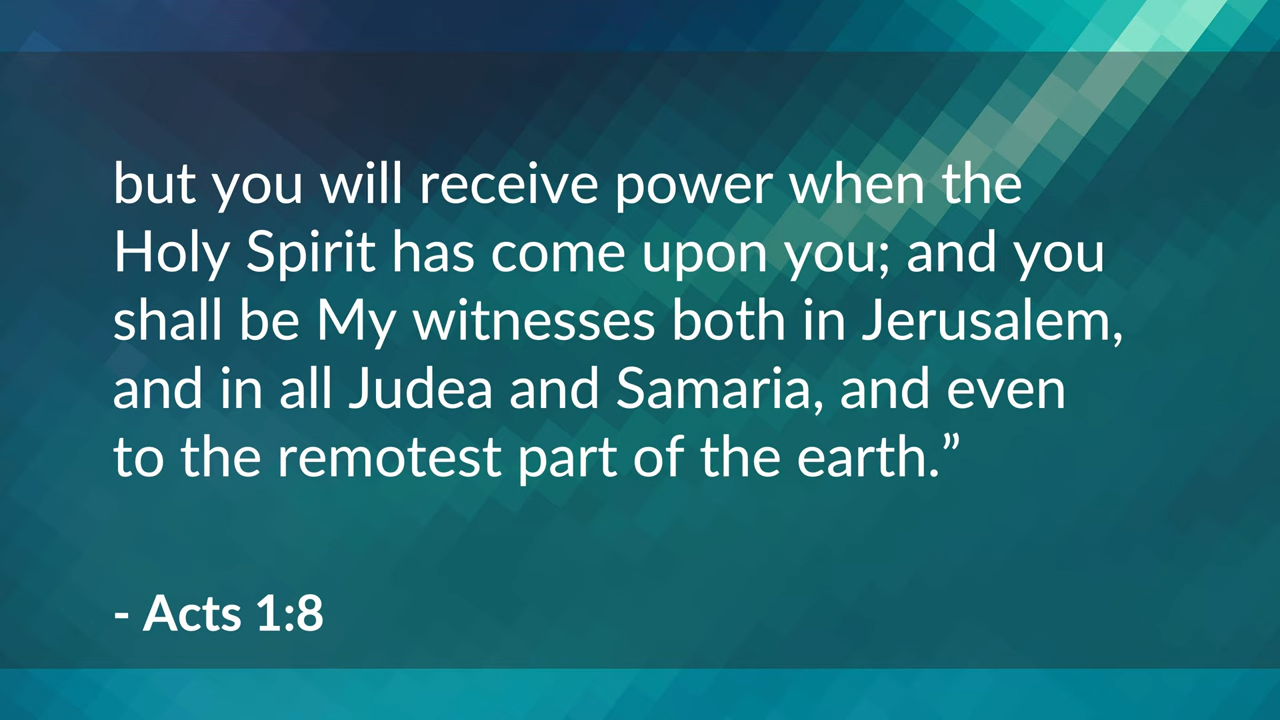 but you will receive power when the
Holy Spirit has come upon you; and you
shall be My witnesses both in Jerusalem,
and in all Judea and Samaria, and even
to the remotest part of the earth.”
- Acts 1:8